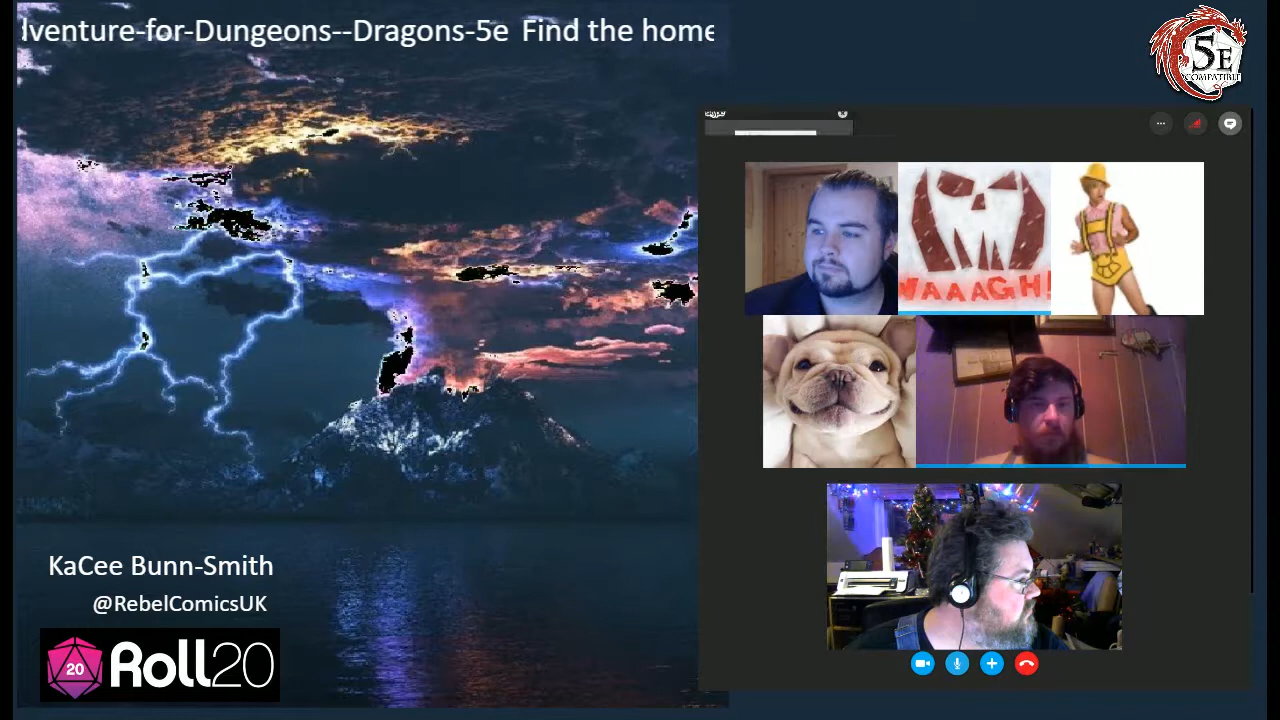 lventure-for-Dungeons--Dragons-5e Find the home
5E
COMPATIBLE
WAAAGH!
KaCee Bunn-Smith
@RebelComicsUK
20
Roll20